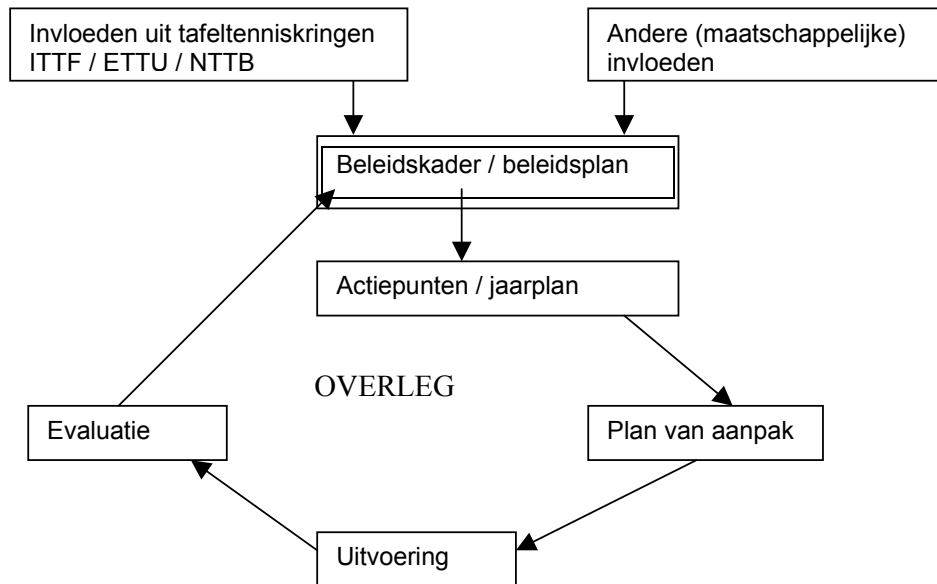 Invloeden uit tafeltenniskringen
ITTF / ETTU / NTTB
Andere (maatschappelijke)
invloeden
Beleidskader / beleidsplan
Actiepunten / jaarplan
OVERLEG
Evaluatie
Plan van aanpak
Uitvoering